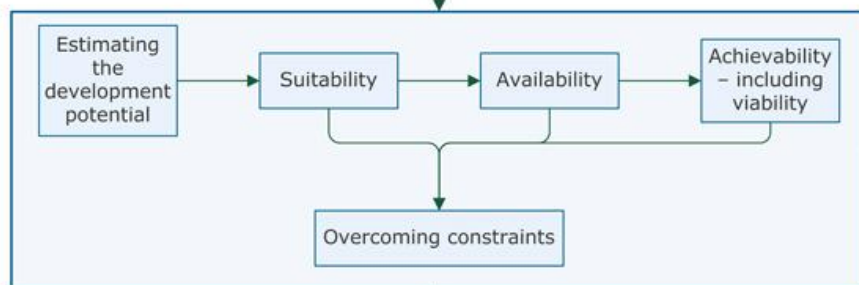 Estimating
the
development
potential
Suitability
Availability
Achievability
– including
viability
Overcoming constraints